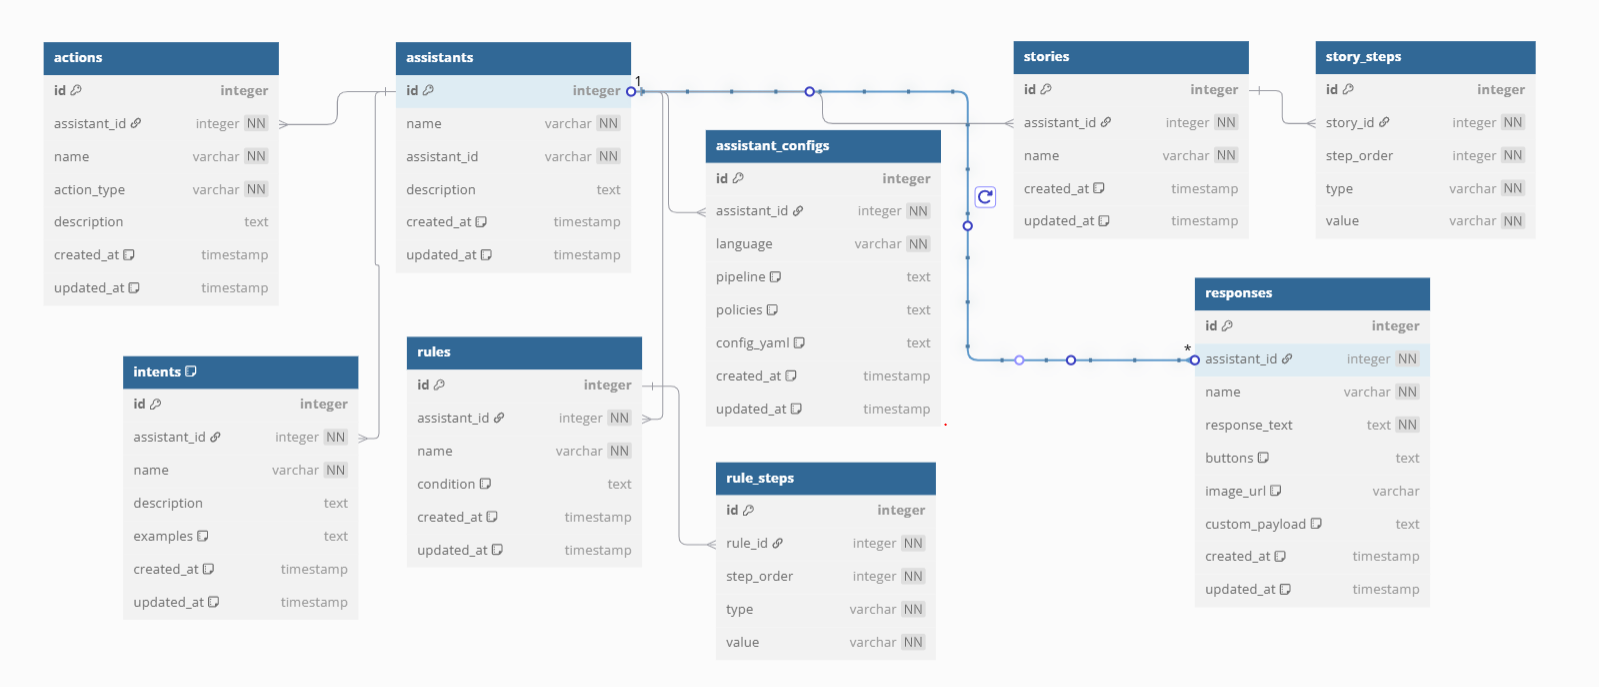 actions
id integer
assistant_id integer NN
name varchar NN
action_type varchar NN
description text
created_at timestamp
updated_at timestamp
assistants
id integer
name varchar NN
assistant_id varchar NN
description text
created_at timestamp
updated_at timestamp
1
assistant_configs
id integer
assistant_id integer NN
language varchar NN
pipeline text
policies text
config_yaml text
created_at timestamp
updated_at timestamp
stories
id integer
assistant_id integer NN
name varchar NN
created_at timestamp
updated_at timestamp
story_steps
id integer
story_id integer NN
step_order integer NN
type varchar NN
value varchar NN
intents
id integer
assistant_id integer NN
name varchar NN
description text
examples text
created_at timestamp
updated_at timestamp
rules
id integer
assistant_id integer NN
name varchar NN
condition text
created_at timestamp
updated_at timestamp
rule_steps
id integer
rule_id integer NN
step_order integer NN
type varchar NN
value varchar NN
*
responses
id integer
assistant_id integer NN
name varchar NN
response_text text NN
buttons text
image_url varchar
custom_payload text
created_at timestamp
updated_at timestamp